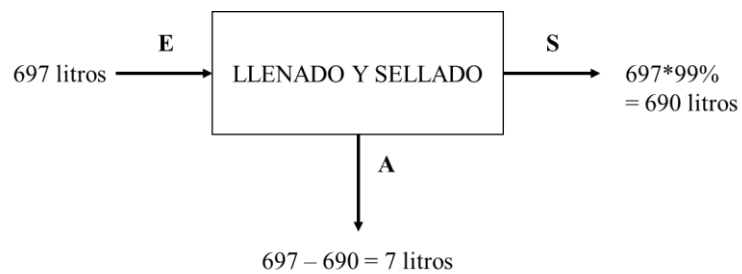 E
S
697 litros
LLENADO Y SELLADO
697*99%
= 690 litros
A
697 – 690 = 7 litros